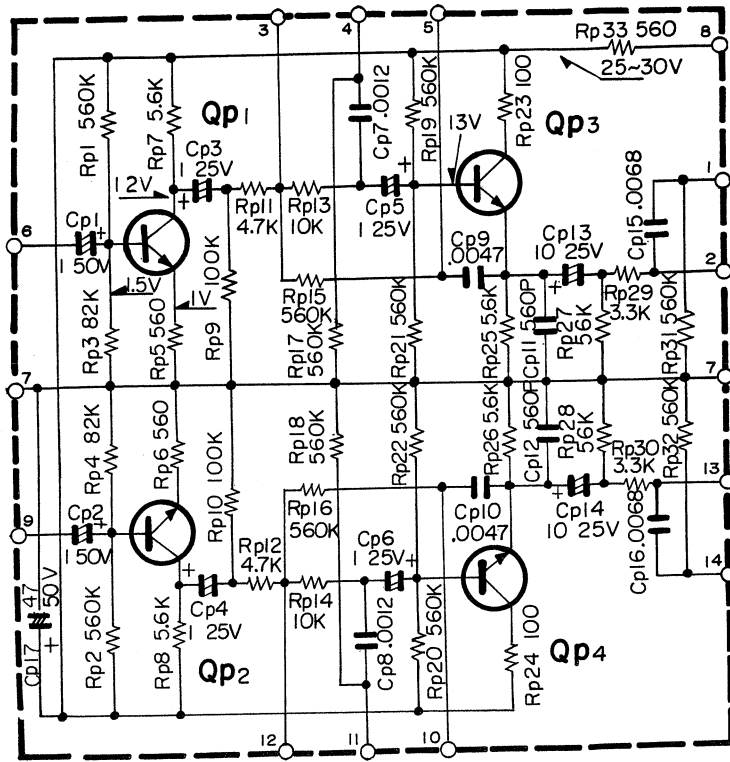 3
4
5
Rp33 560
8
25~30V
560K
Rp1
5.6K
Rp7
Qp1
Cp3
1 25V
Cp7.0012
Rp19 560K
Rp23 100
Qp3
13V
12V
Rp11
4.7K
Rp13
10K
Cp5
1 25V
1
Cp15.0068
6
Cp1
1 50V
1.5V
1V
100K
Rp9
Rp15
560K
Cp9
.0047
Cp13
10 25V
2
Rp29
3.3K
Rp3 82K
Rp5 560
Rp17
560K
Rp21 560K
Rp25 5.6K
Cp11 560P
Rp27
56K
Rp31 560K
7
7
Rp4 82K
Rp6 560
Rp10 100K
Rp18
560K
Rp22 560K
Rp26 5.6K
Cp12 560P
Rp28
56K
Rp30
3.3K
Rp32 560K
13
9
Cp2
1 50V
Rp16
560K
Rp12
4.7K
Cp10
.0047
Cp14
10 25V
Cp16.0068
14
Cp6
1 25V
Cp4
1 25V
Rp14
10K
Cp17
47
50V
Rp2 560K
Rp8 5.6K
Qp2
Cp8.0012
Rp20 560K
Rp24 100
Qp4
12
11
10